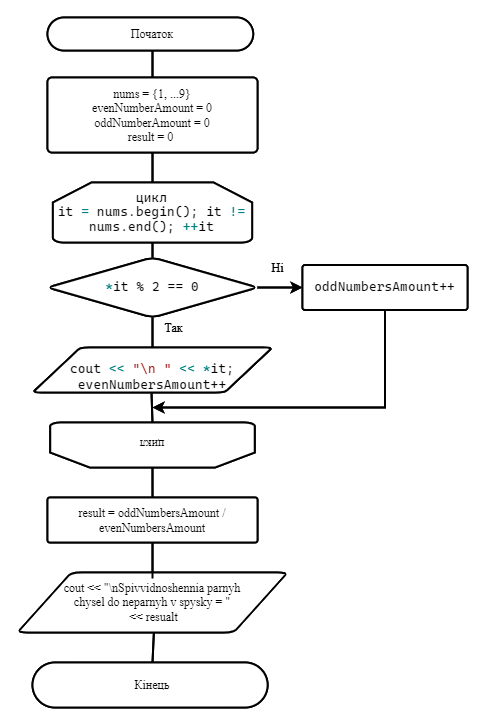 Початок
nums = {1, ...9}
evenNumberAmount = 0
oddNumberAmount = 0
result = 0
цикл
it = nums.begin(); it !=
nums.end(); ++it
*it % 2 == 0
Ні
oddNumbersAmount++
Так
cout << "\n " << *it;
evenNumbersAmount++
цикл
result = oddNumbersAmount /
evenNumbersAmount
cout << "\nSpivvidnoshennia parnyh
chysel do neparnyh v spysky = "
<< resualt
Кінець